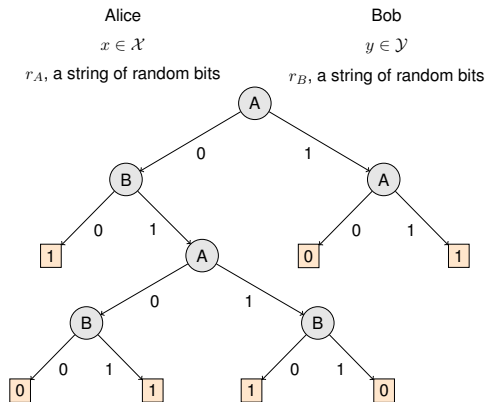 Alice Bob
x ∈ 𝒳 y ∈ 𝒴
r_A, a string of random bits r_B, a string of random bits
A
0 1
B A
0 1 0 1
1 A 0 1
0 1
B B
0 1 0 1
0 1 1 0